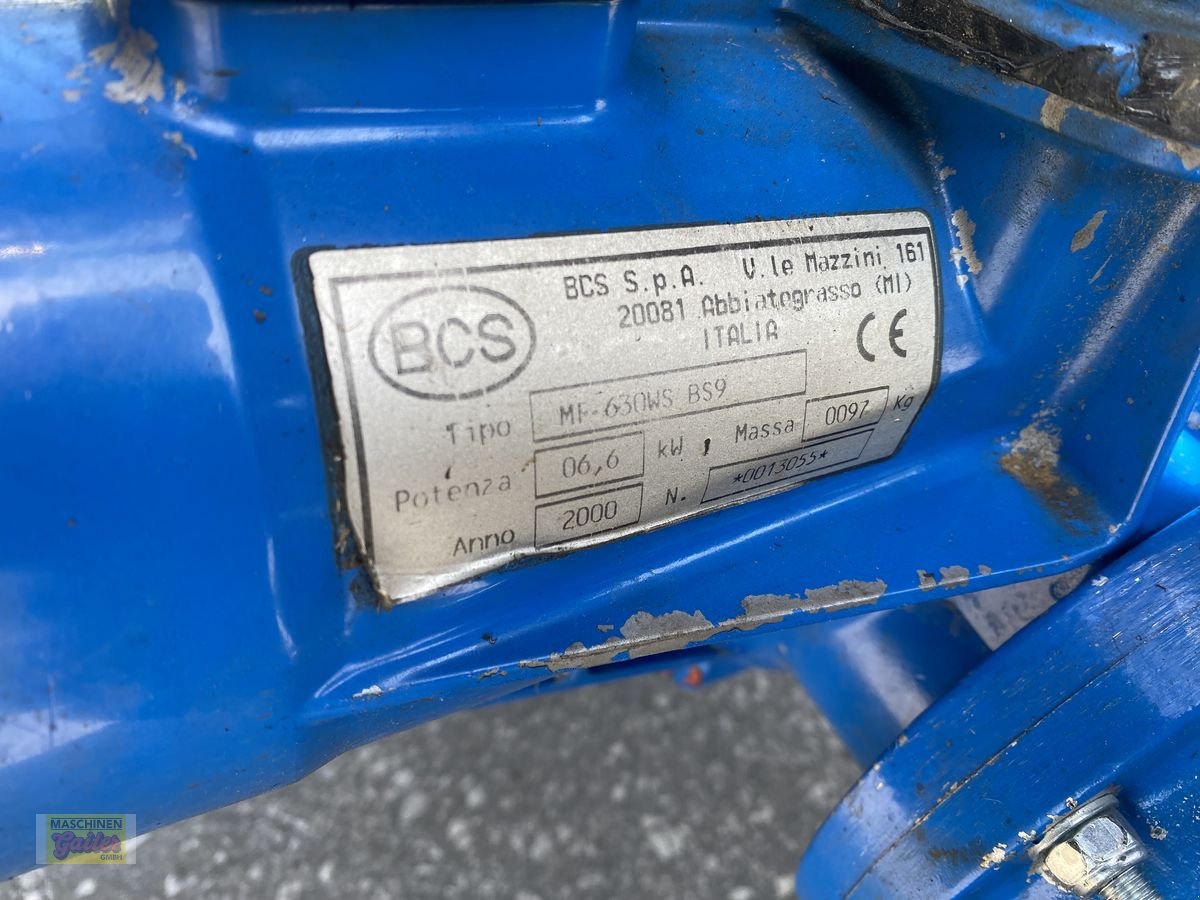 BCS S.p.A. V.le Mazzini, 161
20081 Abbiategrasso (MI)
ITALIA
BCS
CE
Tipo MF-630WS BS9
Potenza 06,6 kW, Massa 0097 Kg
Anno 2000 N. *0013055*
MASCHINEN
Gailer
GMBH